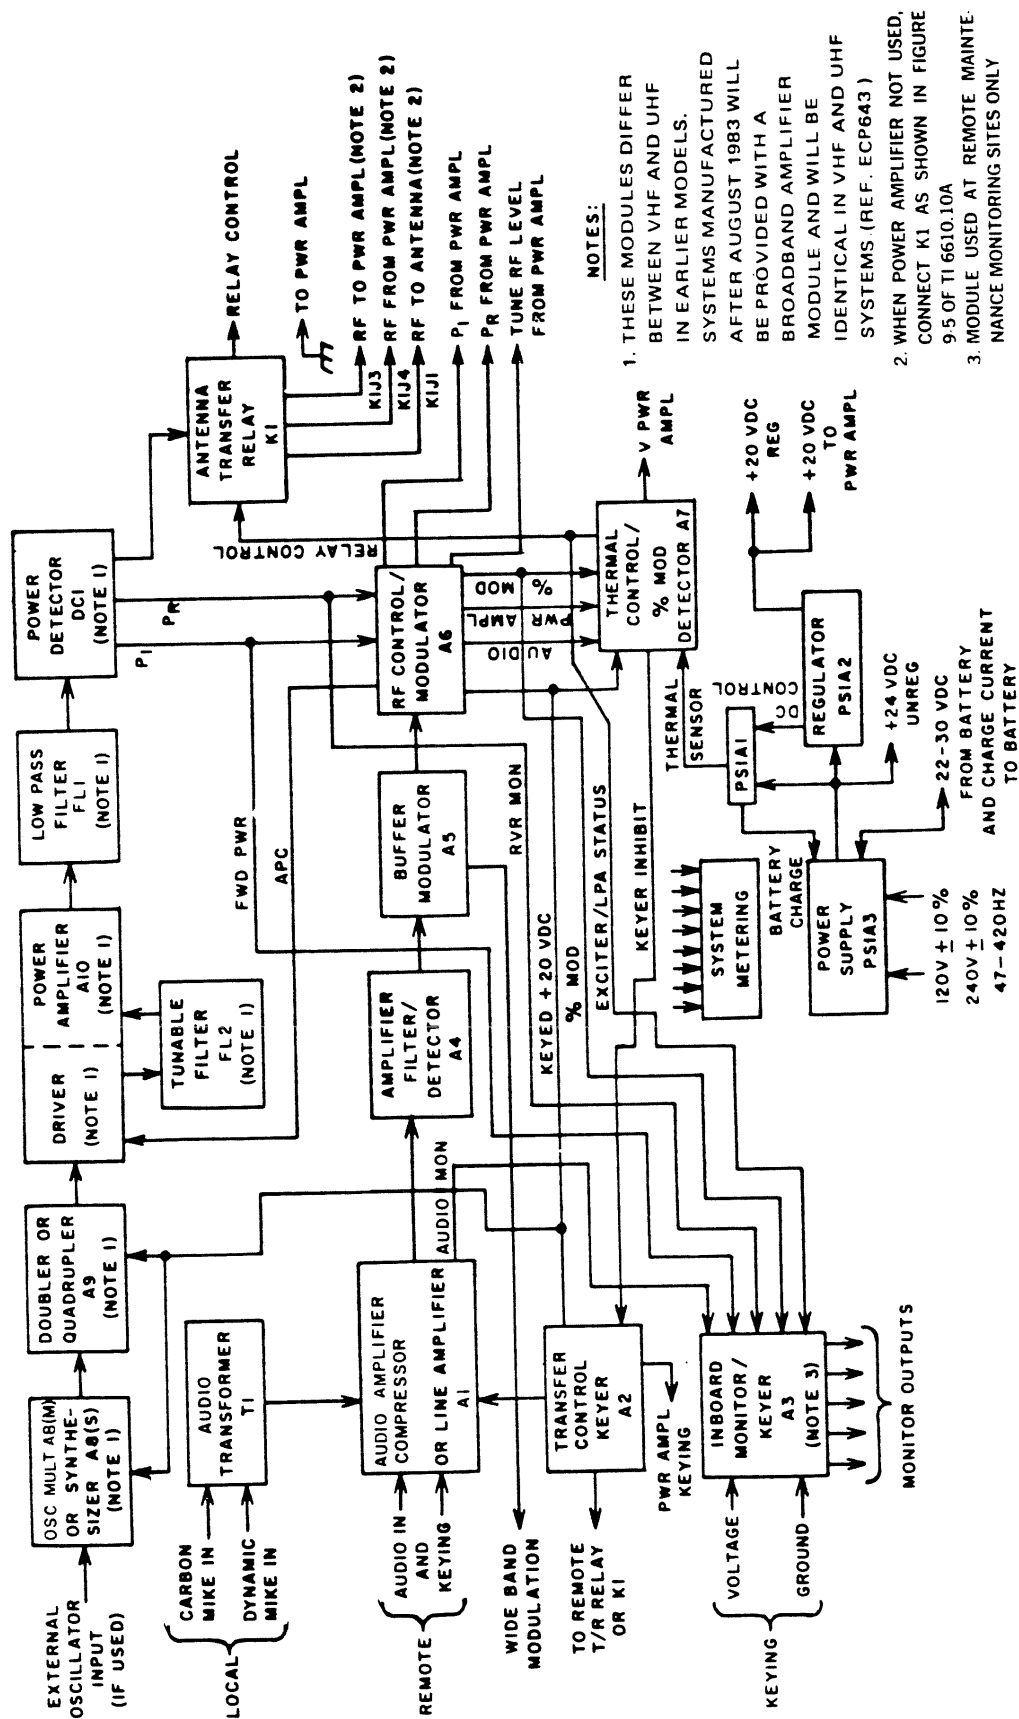 EXTERNAL
OSCILLATOR
INPUT
(IF USED)
OSC MULT A8(M)
OR SYNTHE-
SIZER A8(S)
(NOTE 1)
DOUBLER OR
QUADRUPLER
A9
(NOTE 1)
DRIVER
(NOTE 1)
POWER
AMPLIFIER
A10
(NOTE 1)
LOW PASS
FILTER
FL1
(NOTE 1)
POWER
DETECTOR
DC1
(NOTE 1)
TUNABLE
FILTER
FL2
(NOTE 1)
PI
PR
FWD PWR
APC
ANTENNA
TRANSFER
RELAY
K1
RELAY CONTROL
TO PWR AMPL
K1J3
RF TO PWR AMPL(NOTE 2)
K1J4
RF FROM PWR AMPL(NOTE 2)
K1J1
RF TO ANTENNA(NOTE 2)
PI FROM PWR AMPL
PR FROM PWR AMPL
TUNE RF LEVEL
FROM PWR AMPL
RELAY CONTROL
LOCAL
CARBON
MIKE IN
DYNAMIC
MIKE IN
AUDIO
TRANSFORMER
T1
REMOTE
AUDIO IN
AND
KEYING
AUDIO AMPLIFIER
COMPRESSOR
OR LINE AMPLIFIER
A1
AUDIO MON
AMPLIFIER
FILTER/
DETECTOR
A4
BUFFER
MODULATOR
A5
RF CONTROL/
MODULATOR
A6
AUDIO
PWR AMPL
% MOD
WIDE BAND
MODULATION
KEYED +20 VDC
RVR MON
% MOD
EXCITER/LPA STATUS
KEYER INHIBIT
TO REMOTE
T/R RELAY
OR K1
TRANSFER
CONTROL
KEYER
A2
PWR AMPL
KEYING
THERMAL
CONTROL/
% MOD
DETECTOR A7
V PWR
AMPL
THERMAL
SENSOR
KEYING
VOLTAGE
GROUND
INBOARD
MONITOR/
KEYER
A3
(NOTE 3)
MONITOR OUTPUTS
SYSTEM
METERING
BATTERY
CHARGE
PS1A1
DC
CONTROL
REGULATOR
PS1A2
POWER
SUPPLY
PS1A3
120V ± 10%
240V ± 10%
47-420HZ
+20 VDC
REG
+20 VDC
TO
PWR AMPL
+24 VDC
UNREG
22-30 VDC
FROM BATTERY
AND CHARGE CURRENT
TO BATTERY
NOTES:
1. THESE MODULES DIFFER
BETWEEN VHF AND UHF
IN EARLIER MODELS.
SYSTEMS MANUFACTURED
AFTER AUGUST 1983 WILL
BE PROVIDED WITH A
BROADBAND AMPLIFIER
MODULE AND WILL BE
IDENTICAL IN VHF AND UHF
SYSTEMS.(REF. ECP643)
2. WHEN POWER AMPLIFIER NOT USED,
CONNECT K1 AS SHOWN IN FIGURE
9-5 OF TI 6610.10A
3. MODULE USED AT REMOTE MAINTE-
NANCE MONITORING SITES ONLY